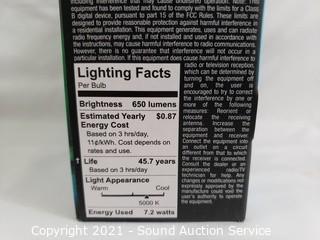 including interference that may cause undesired operation. Note: This
equipment has been tested and found to comply with the limits for a Class
B digital device, pursuant to part 15 of the FCC Rules. These limits are
designed to provide reasonable protection against harmful interference in
a residential installation. This equipment generates, uses and can radiate
radio frequency energy and, if not installed and used in accordance with
the instructions, may cause harmful interference to radio communications.
However, there is no guarantee that interference will not occur in a
particular installation. If this equipment does cause harmful interference to
radio or television reception,
which can be determined by
turning the equipment off
and on, the user is
encouraged to try to correct
the interference by one or
more of the following
measures: Reorient or
relocate the receiving
antenna. Increase the
separation between the
equipment and receiver.
Connect the equipment into
an outlet on a circuit
different from that to which
the receiver is connected.
Consult the dealer or
an experienced radio/TV
technician for help. Any
changes or modifications not
expressly approved by the
manufacturer could void the
user's authority to operate
the equipment.
Lighting Facts
Per Bulb
Brightness 650 lumens
Estimated Yearly $0.87
Energy Cost
Based on 3 hrs/day,
11¢/kWh. Cost depends on
rates and use.
Life 45.7 years
Based on 3 hrs/day
Light Appearance
Warm Cool
5000 K
Energy Used 7.2 watts
Copyright 2021 - Sound Auction Service